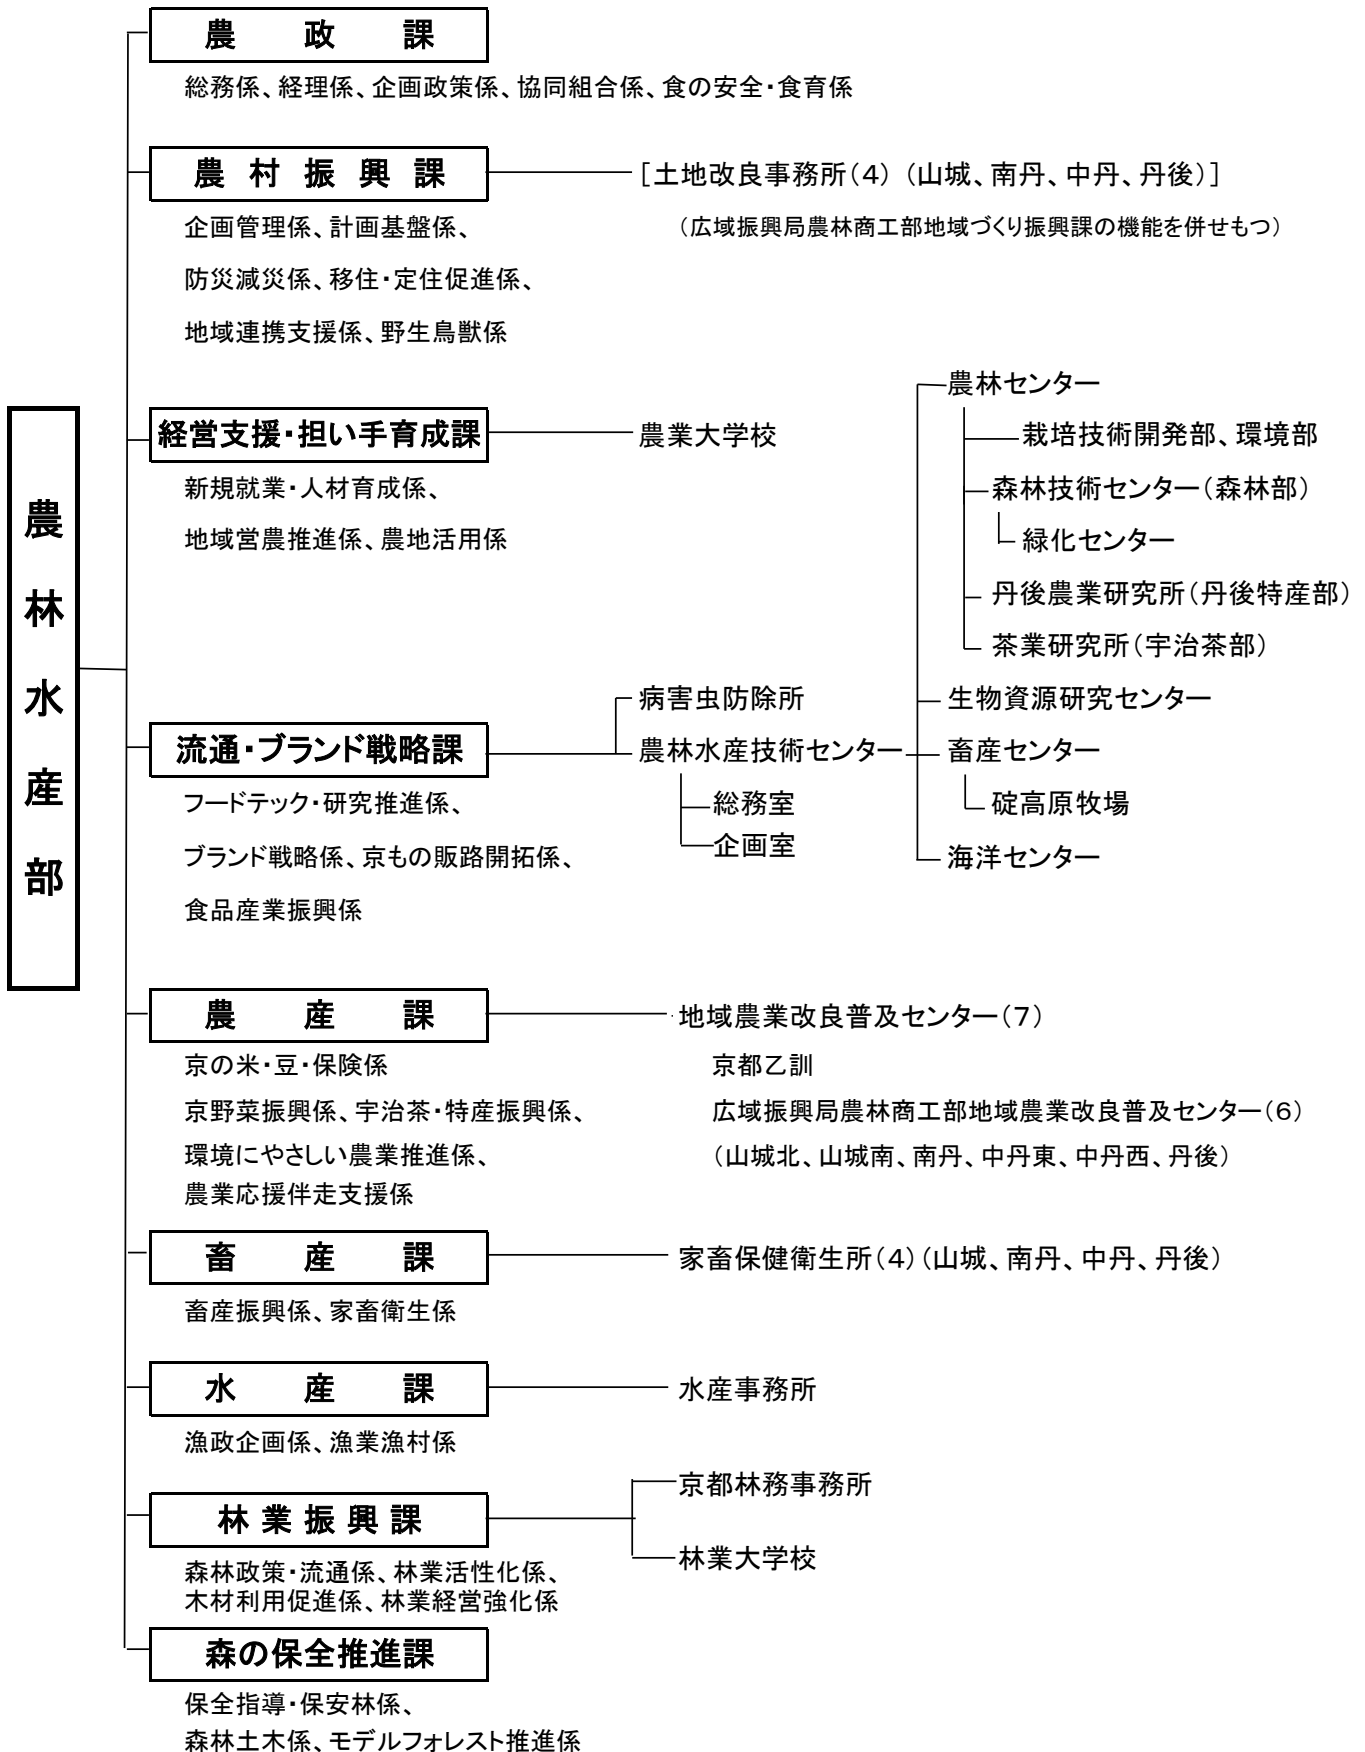 農林水産部
農政課
総務係、経理係、企画政策係、協同組合係、食の安全・食育係
農村振興課
[土地改良事務所(4) (山城、南丹、中丹、丹後)]
企画管理係、計画基盤係、
(広域振興局農林商工部地域づくり振興課の機能を併せもつ)
防災減災係、移住・定住促進係、
地域連携支援係、野生鳥獣係
経営支援・担い手育成課
農業大学校
新規就業・人材育成係、
地域営農推進係、農地活用係
流通・ブランド戦略課
フードテック・研究推進係、
ブランド戦略係、京もの販路開拓係、
食品産業振興係
病害虫防除所
農林水産技術センター
総務室
企画室
農林センター
栽培技術開発部、環境部
森林技術センター(森林部)
緑化センター
丹後農業研究所(丹後特産部)
茶業研究所(宇治茶部)
生物資源研究センター
畜産センター
碇高原牧場
海洋センター
農産課
京の米・豆・保険係
京野菜振興係、宇治茶・特産振興係、
環境にやさしい農業推進係、
農業応援伴走支援係
地域農業改良普及センター(7)
京都乙訓
広域振興局農林商工部地域農業改良普及センター(6)
(山城北、山城南、南丹、中丹東、中丹西、丹後)
畜産課
家畜保健衛生所(4)(山城、南丹、中丹、丹後)
畜産振興係、家畜衛生係
水産課
水産事務所
漁政企画係、漁業漁村係
林業振興課
京都林務事務所
林業大学校
森林政策・流通係、林業活性化係、
木材利用促進係、林業経営強化係
森の保全推進課
保全指導・保安林係、
森林土木係、モデルフォレスト推進係